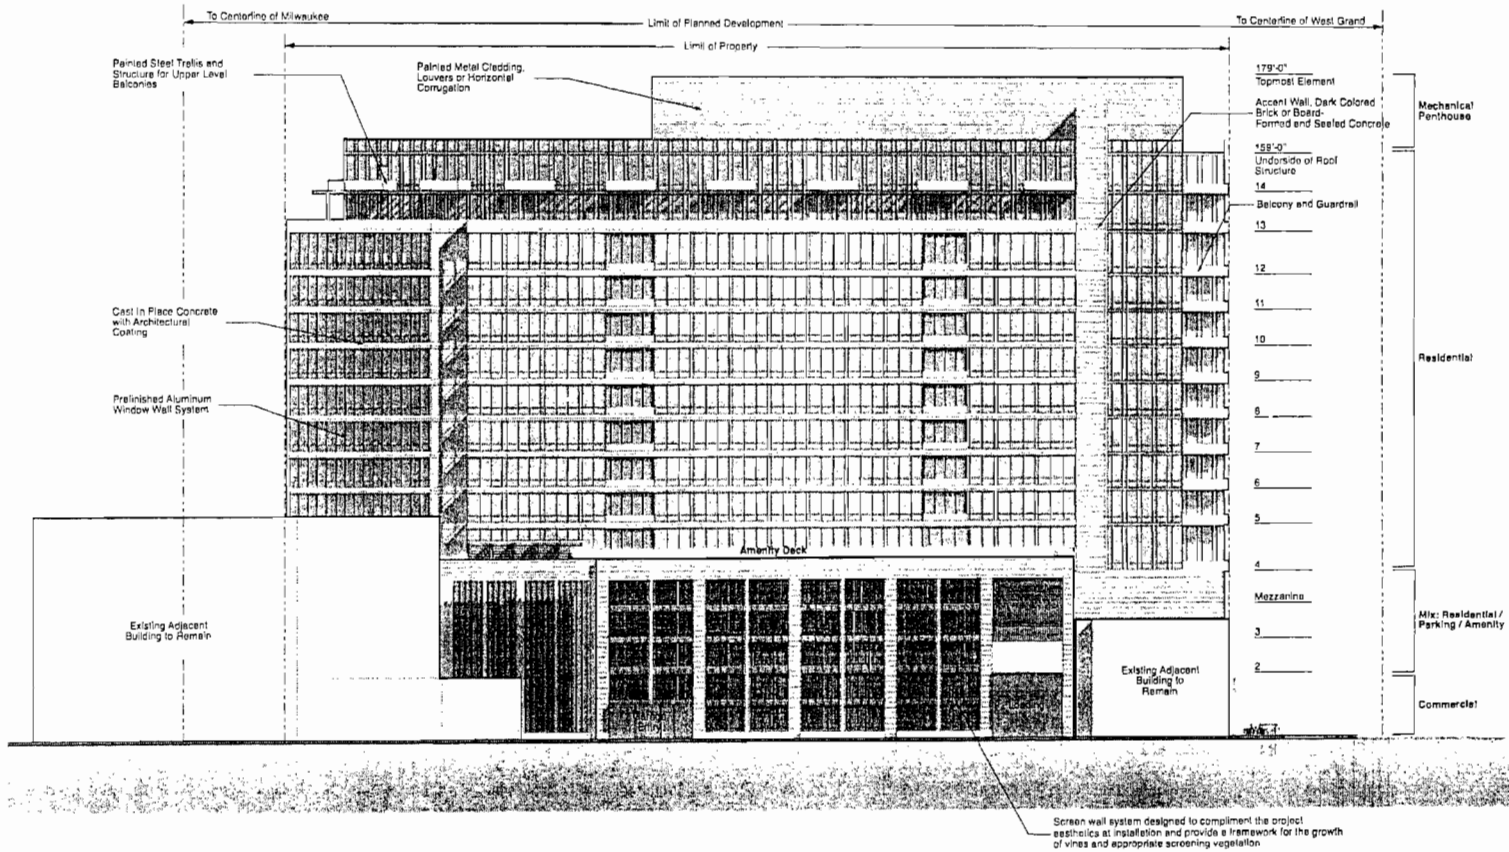 To Centerline of Milwaukee
Limit of Planned Development
To Centerline of West Grand
Limit of Property
Painted Steel Trellis and
Structure for Upper Level
Balconies
Painted Metal Cladding,
Louvers or Horizontal
Corrugation
179'-0"
Topmost Element
Accent Wall, Dark Colored
Brick or Board-
Formed and Sealed Concrete
Mechanical
Penthouse
159'-0"
Underside of Roof
Structure
14
Balcony and Guardrail
13
12
11
10
9
8
7
6
5
4
Mezzanine
3
2
Cast in Place Concrete
with Architectural
Coating
Prefinished Aluminum
Window Wall System
Residential
Amenity Deck
Existing Adjacent
Building to Remain
Mix: Residential /
Parking / Amenity
Existing Adjacent
Building to
Remain
Commercial
Entry
Screen wall system designed to compliment the project
aesthetics at installation and provide a framework for the growth
of vines and appropriate screening vegetation